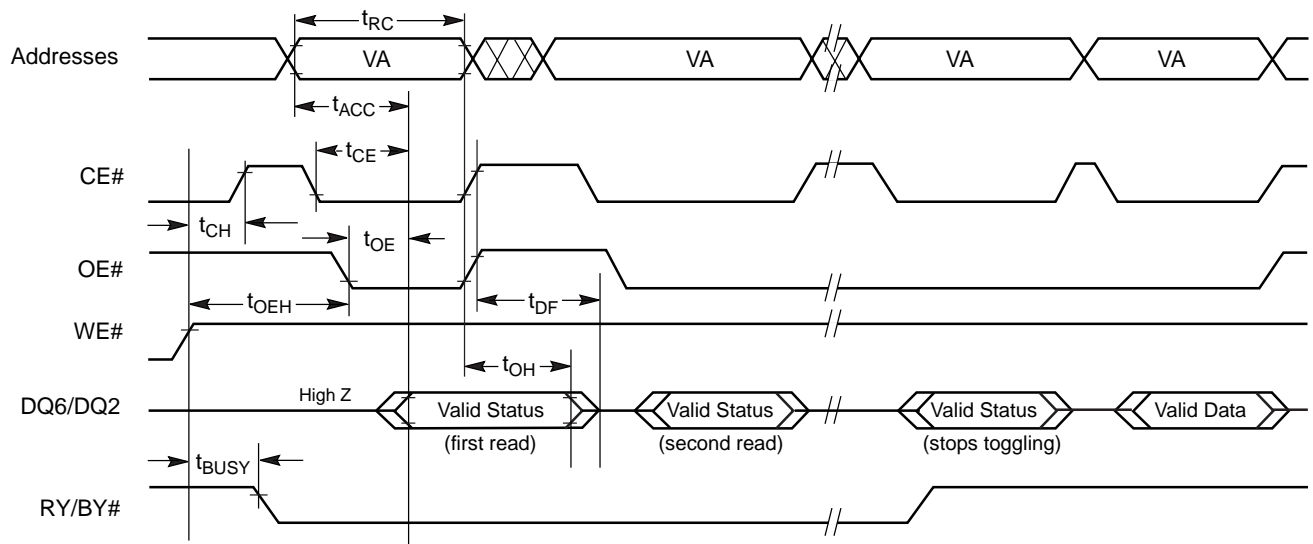 tRC
Addresses VA VA VA VA
tACC
tCE
CE#
tCH
tOE
OE#
tOEH
tDF
WE#
tOH
High Z
DQ6/DQ2 Valid Status Valid Status Valid Status Valid Data
(first read) (second read) (stops toggling)
tBUSY
RY/BY#